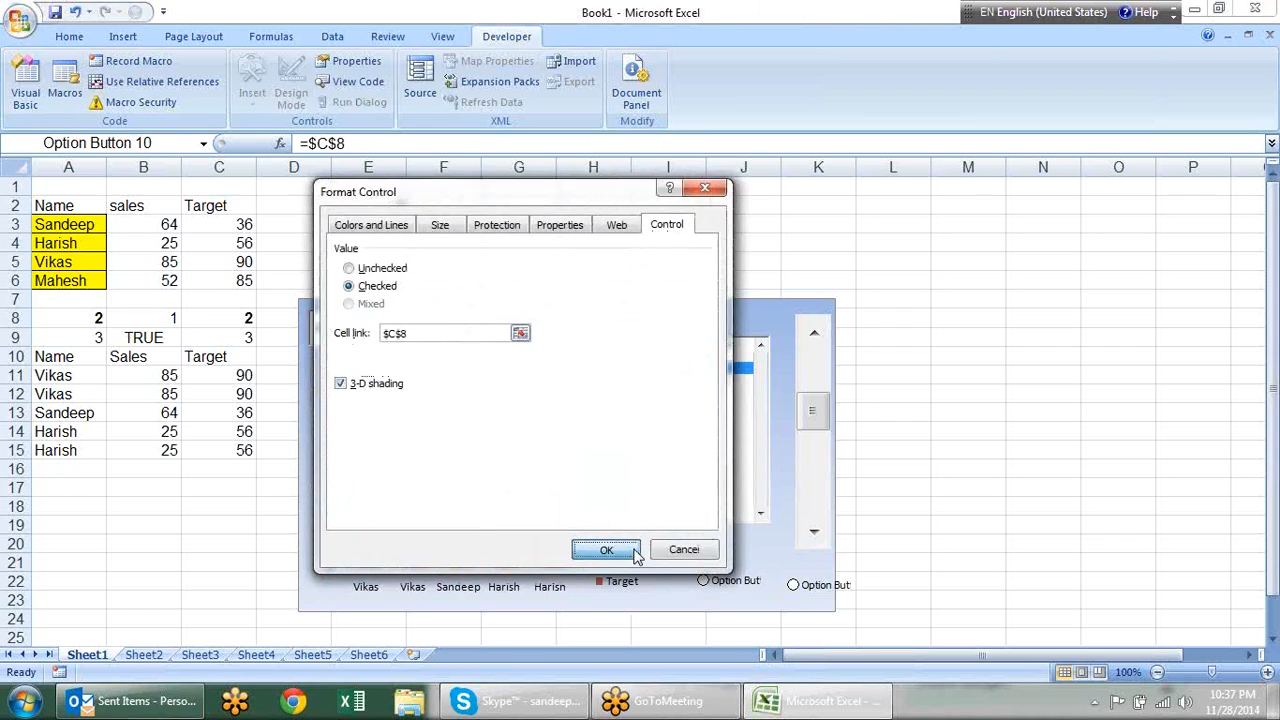 Book1 - Microsoft Excel
EN English (United States)
Help
Home Insert Page Layout Formulas Data Review View Developer
Visual Basic
Macros
Record Macro
Use Relative References
Macro Security
Code
Insert
Design Mode
Properties
View Code
Run Dialog
Controls
Source
Map Properties
Expansion Packs
Refresh Data
Import
Export
XML
Document Panel
Modify
Option Button 10
=$C$8
A B C D E F G H I J K L M N O P
1
2 Name sales Target
3 Sandeep 64 36
4 Harish 25 56
5 Vikas 85 90
6 Mahesh 52 85
7
8 2 1 2
9 3 TRUE 3
10 Name Sales Target
11 Vikas 85 90
12 Vikas 85 90
13 Sandeep 64 36
14 Harish 25 56
15 Harish 25 56
16
17
18
19
20
21
22
23
24
25
Format Control
Colors and Lines Size Protection Properties Web Control
Value
Unchecked
Checked
Mixed
Cell link: $C$8
3-D shading
OK Cancel
Vikas Vikas Sandeep Harish Harish
Target
Option But
Option But
Sheet1 Sheet2 Sheet3 Sheet4 Sheet5 Sheet6
Ready
100%
Sent Items - Perso...
Skype™ - sandeep...
GoToMeeting
Microsoft Excel - ...
10:37 PM
11/28/2014